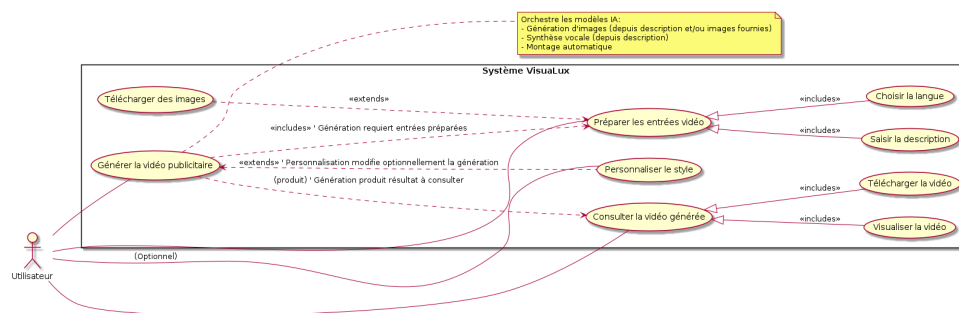 Orchestre les modèles IA:
- Génération d'images (depuis description et/ou images fournies)
- Synthèse vocale (depuis description)
- Montage automatique
Système VisuaLux
Télécharger des images
«extends»
Choisir la langue
«includes»
Préparer les entrées vidéo
«includes» ' Génération requiert entrées préparées
«includes»
Saisir la description
Générer la vidéo publicitaire
«extends» ' Personnalisation modifie optionnellement la génération
Personnaliser le style
(produit) ' Génération produit résultat à consulter
Télécharger la vidéo
«includes»
Consulter la vidéo générée
«includes»
Visualiser la vidéo
(Optionnel)
Utilisateur